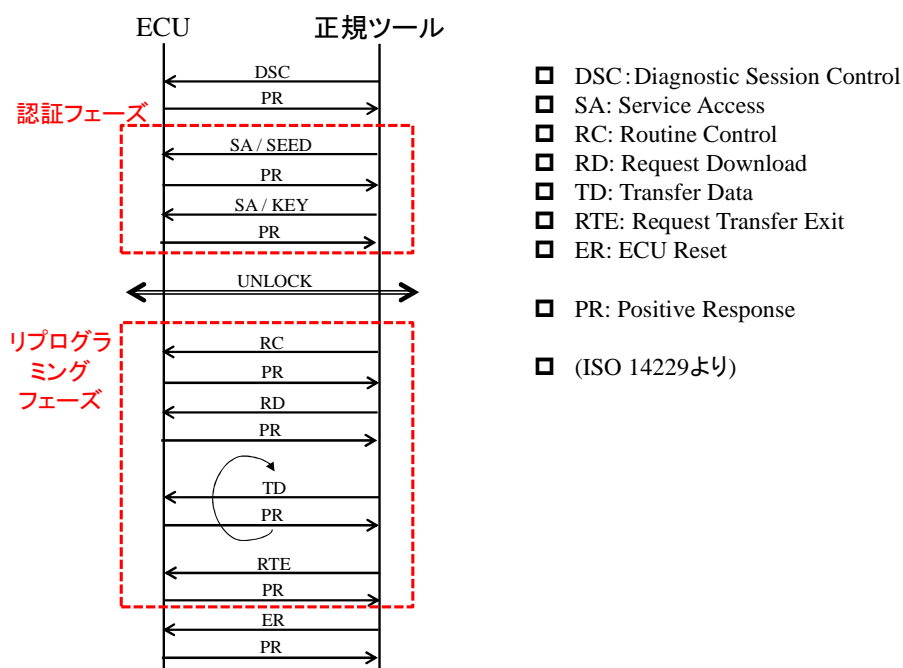 ECU
正規ツール
DSC
PR
認証フェーズ
SA / SEED
PR
SA / KEY
PR
UNLOCK
リプログラ
ミング
フェーズ
RC
PR
RD
PR
TD
PR
RTE
PR
ER
PR
DSC：Diagnostic Session Control
SA: Service Access
RC: Routine Control
RD: Request Download
TD: Transfer Data
RTE: Request Transfer Exit
ER: ECU Reset
PR: Positive Response
(ISO 14229より)